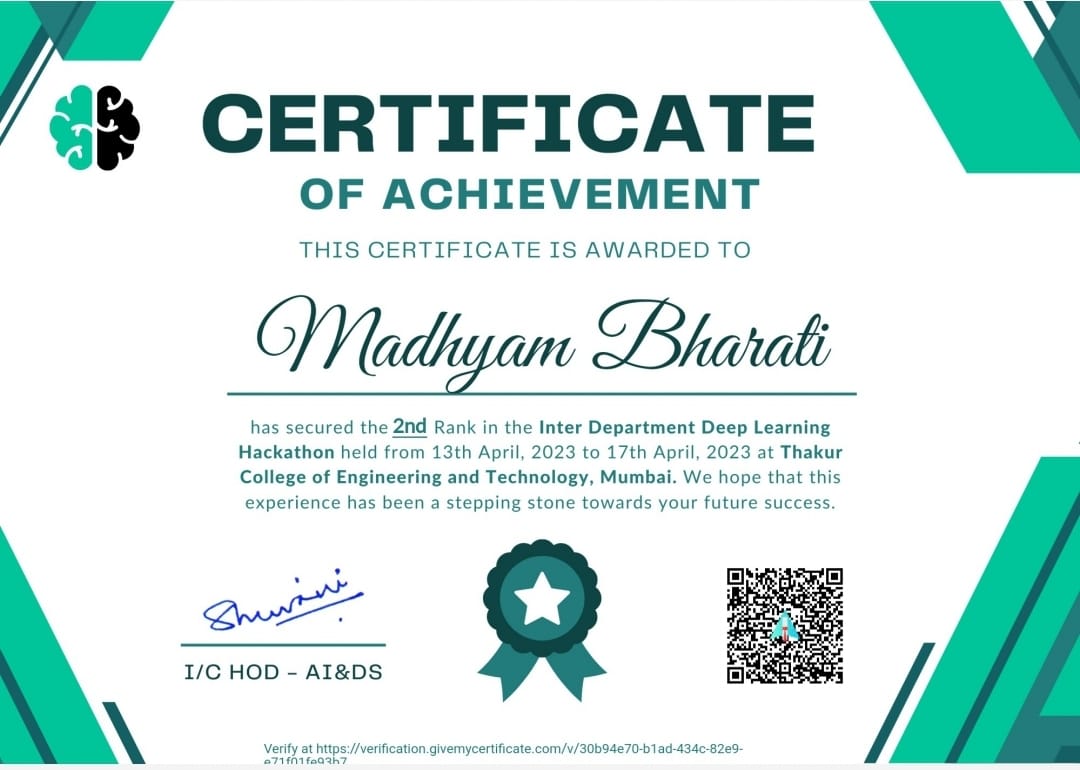 CERTIFICATE
OF ACHIEVEMENT
THIS CERTIFICATE IS AWARDED TO
Madhyam Bharati
has secured the 2nd Rank in the Inter Department Deep Learning
Hackathon held from 13th April, 2023 to 17th April, 2023 at Thakur
College of Engineering and Technology, Mumbai. We hope that this
experience has been a stepping stone towards your future success.
Shivani
I/C HOD - AI&DS
Verify at https://verification.givemycertificate.com/v/30b94e70-b1ad-434c-82e9-
e71f01fe93b7